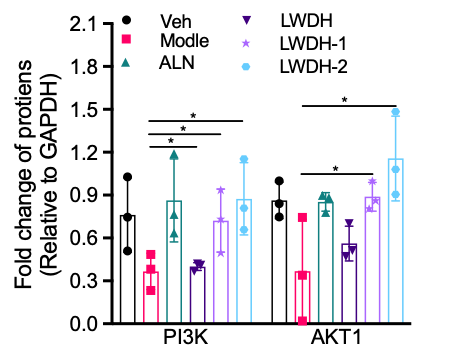 Fold change of protiens
(Relative to GAPDH)
2.1
1.8
1.5
1.2
0.9
0.6
0.3
0.0
Veh
Modle
ALN
LWDH
LWDH-1
LWDH-2
*
*
*
*
*
PI3K
AKT1